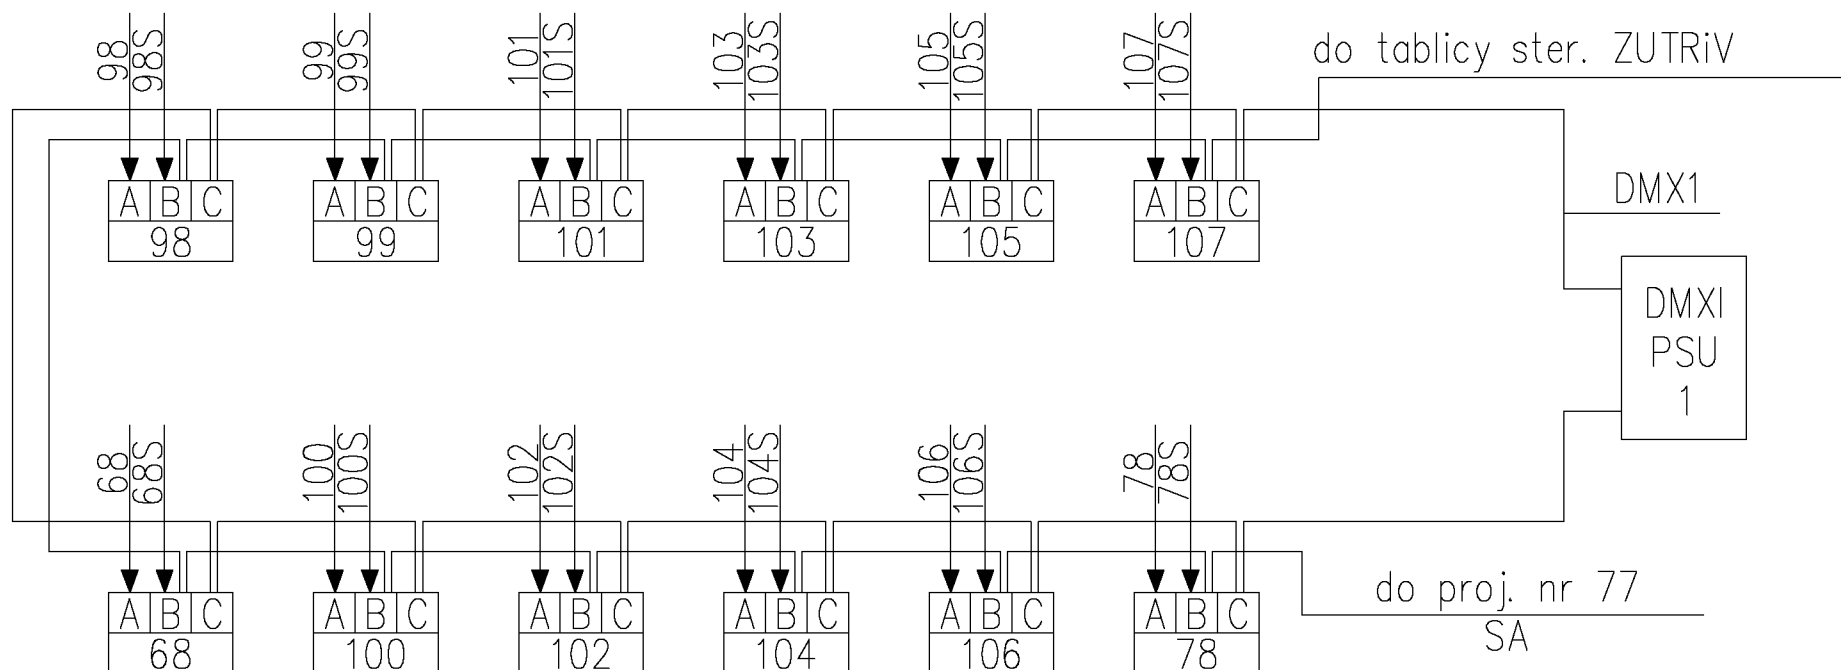 98
98S
99
99S
101
101S
103
103S
105
105S
107
107S
do tablicy ster. ZUTRiV
A B C
98
A B C
99
A B C
101
A B C
103
A B C
105
A B C
107
DMX1
DMXI
PSU
1
68
68S
100
100S
102
102S
104
104S
106
106S
78
78S
A B C
68
A B C
100
A B C
102
A B C
104
A B C
106
A B C
78
do proj. nr 77
SA